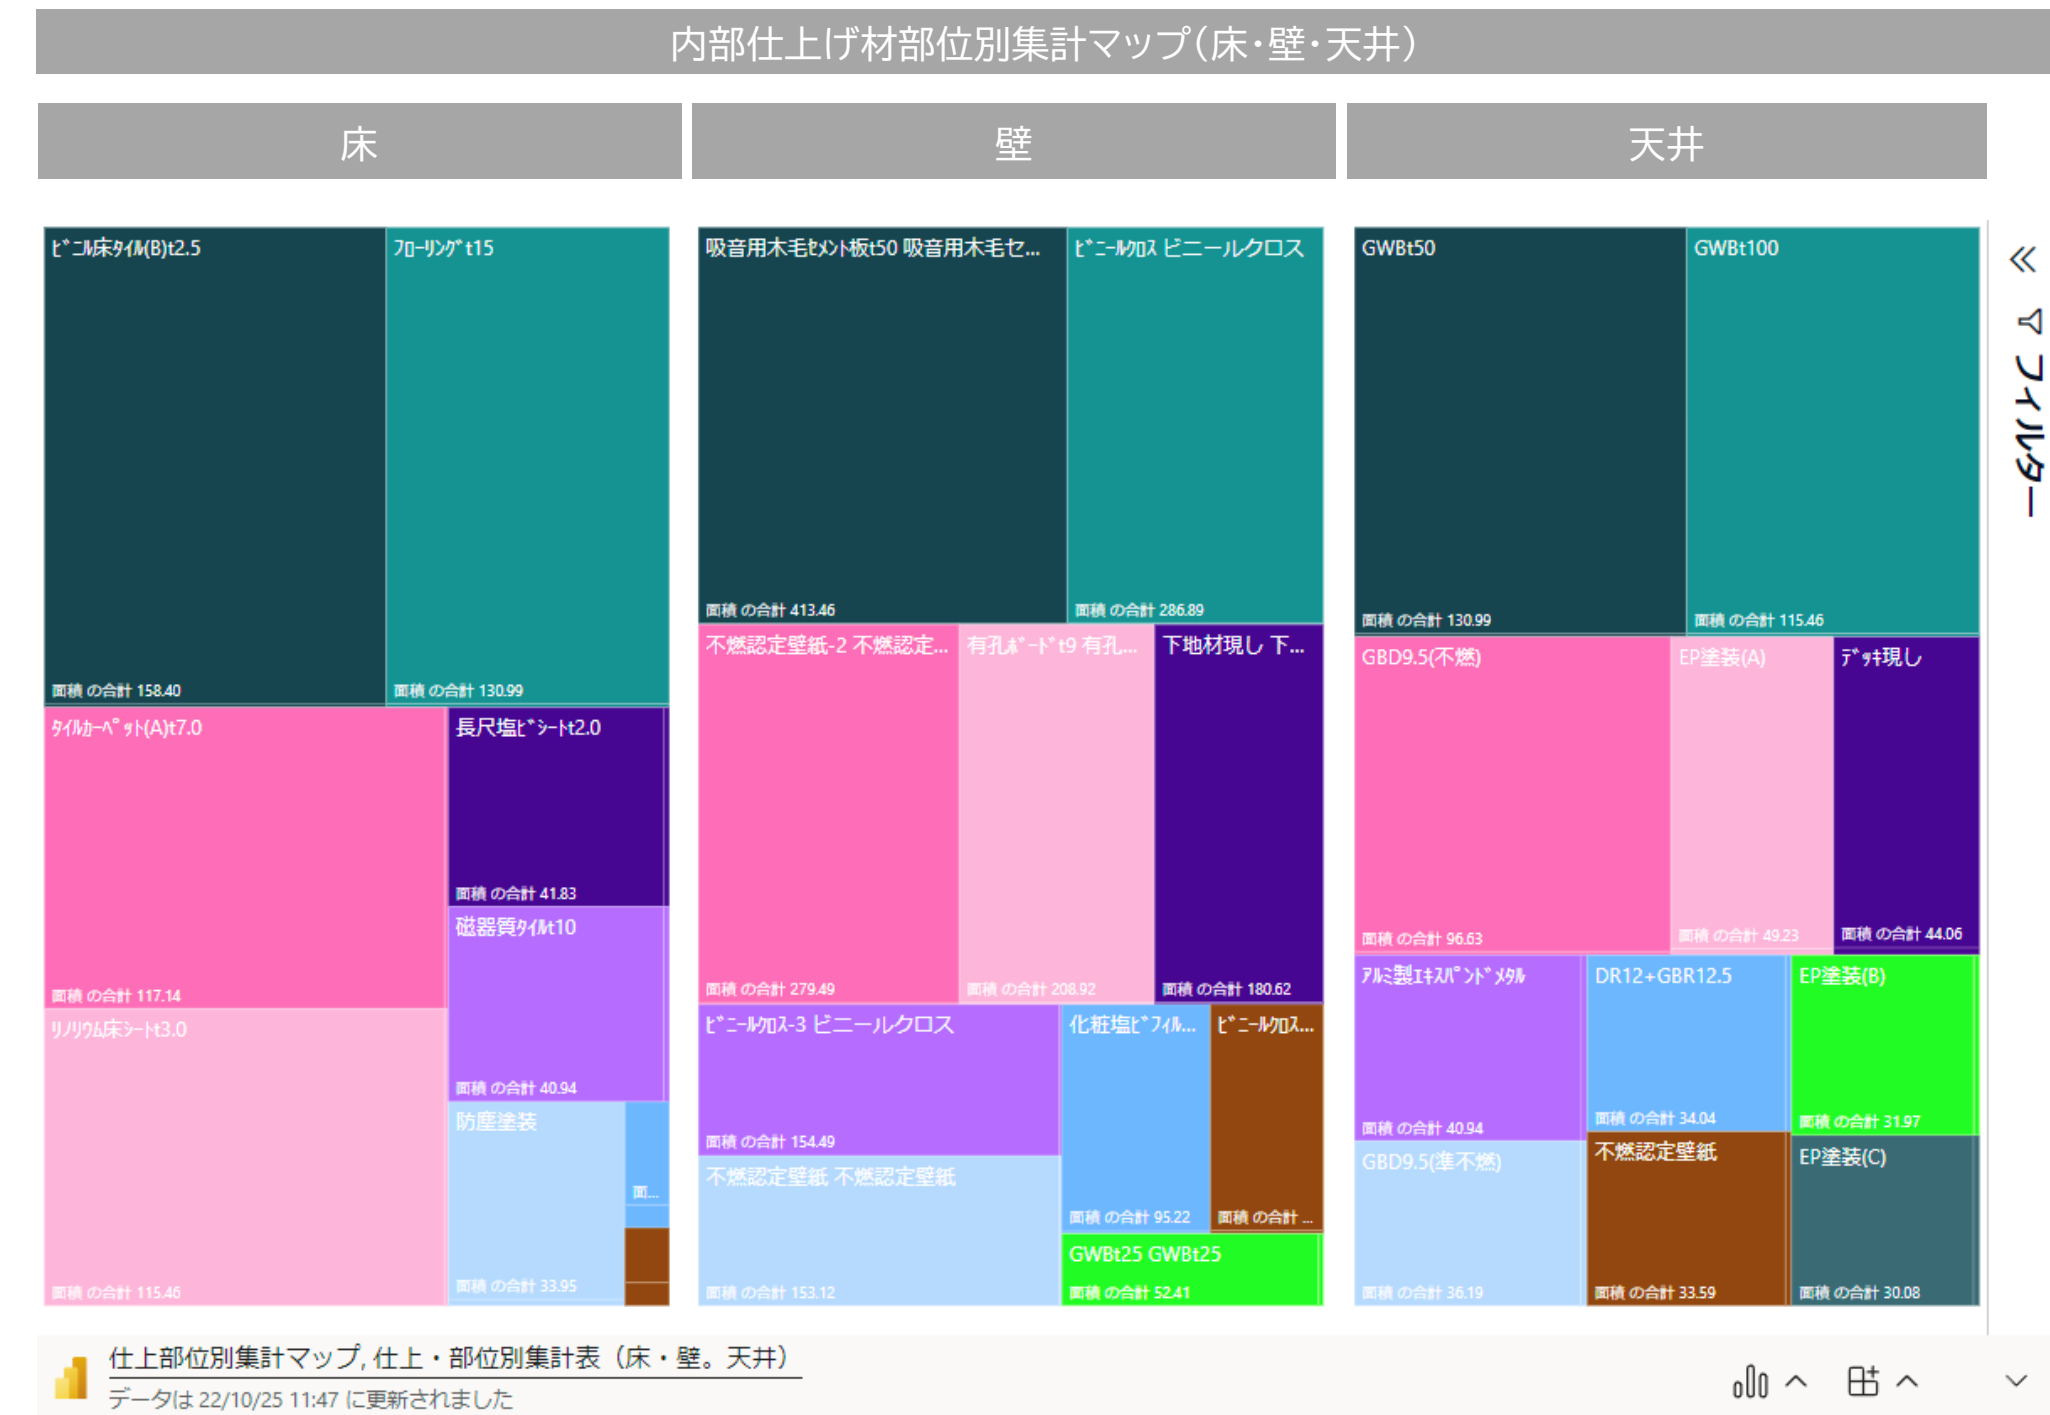 内部仕上げ材部位別集計マップ(床・壁・天井)
床
壁
天井
ﾋﾞﾆﾙ床ﾀｲﾙ(B)t2.5
面積 の合計 158.40
ﾌﾛｰﾘﾝｸﾞt15
面積 の合計 130.99
ﾀｲﾙｶｰﾍﾟｯﾄ(A)t7.0
面積 の合計 117.14
ﾘﾉﾘｳﾑ床ｼｰﾄt3.0
面積 の合計 115.46
長尺塩ﾋﾞｼｰﾄt2.0
面積 の合計 41.83
磁器質ﾀｲﾙt10
面積 の合計 40.94
防塵塗装
面積 の合計 33.95
面...
吸音用木毛ｾﾒﾝﾄ板t50 吸音用木毛セ...
面積 の合計 413.46
ﾋﾞﾆｰﾙｸﾛｽ ビニールクロス
面積 の合計 286.89
不燃認定壁紙-2 不燃認定...
面積 の合計 279.49
有孔ﾎﾞｰﾄﾞt9 有孔...
面積 の合計 208.92
下地材現し 下...
面積 の合計 180.62
ﾋﾞﾆｰﾙｸﾛｽ-3 ビニールクロス
面積 の合計 154.49
不燃認定壁紙 不燃認定壁紙
面積 の合計 153.12
化粧塩ﾋﾞﾌｨﾙ...
面積 の合計 95.22
ﾋﾞﾆｰﾙｸﾛｽ...
面積 の合計 ...
GWBt25 GWBt25
面積 の合計 52.41
GWBt50
面積 の合計 130.99
GWBt100
面積 の合計 115.46
GBD9.5(不燃)
面積 の合計 96.63
EP塗装(A)
面積 の合計 49.23
ﾃﾞｯｷ現し
面積 の合計 44.06
ｱﾙﾐ製ｴｷｽﾊﾟﾝﾄﾞﾒﾀﾙ
面積 の合計 40.94
GBD9.5(準不燃)
面積 の合計 36.19
DR12+GBR12.5
面積 の合計 34.04
不燃認定壁紙
面積 の合計 33.59
EP塗装(B)
面積 の合計 31.97
EP塗装(C)
面積 の合計 30.08
フィルター
仕上部位別集計マップ, 仕上・部位別集計表（床・壁。天井）
データは 22/10/25 11:47 に更新されました